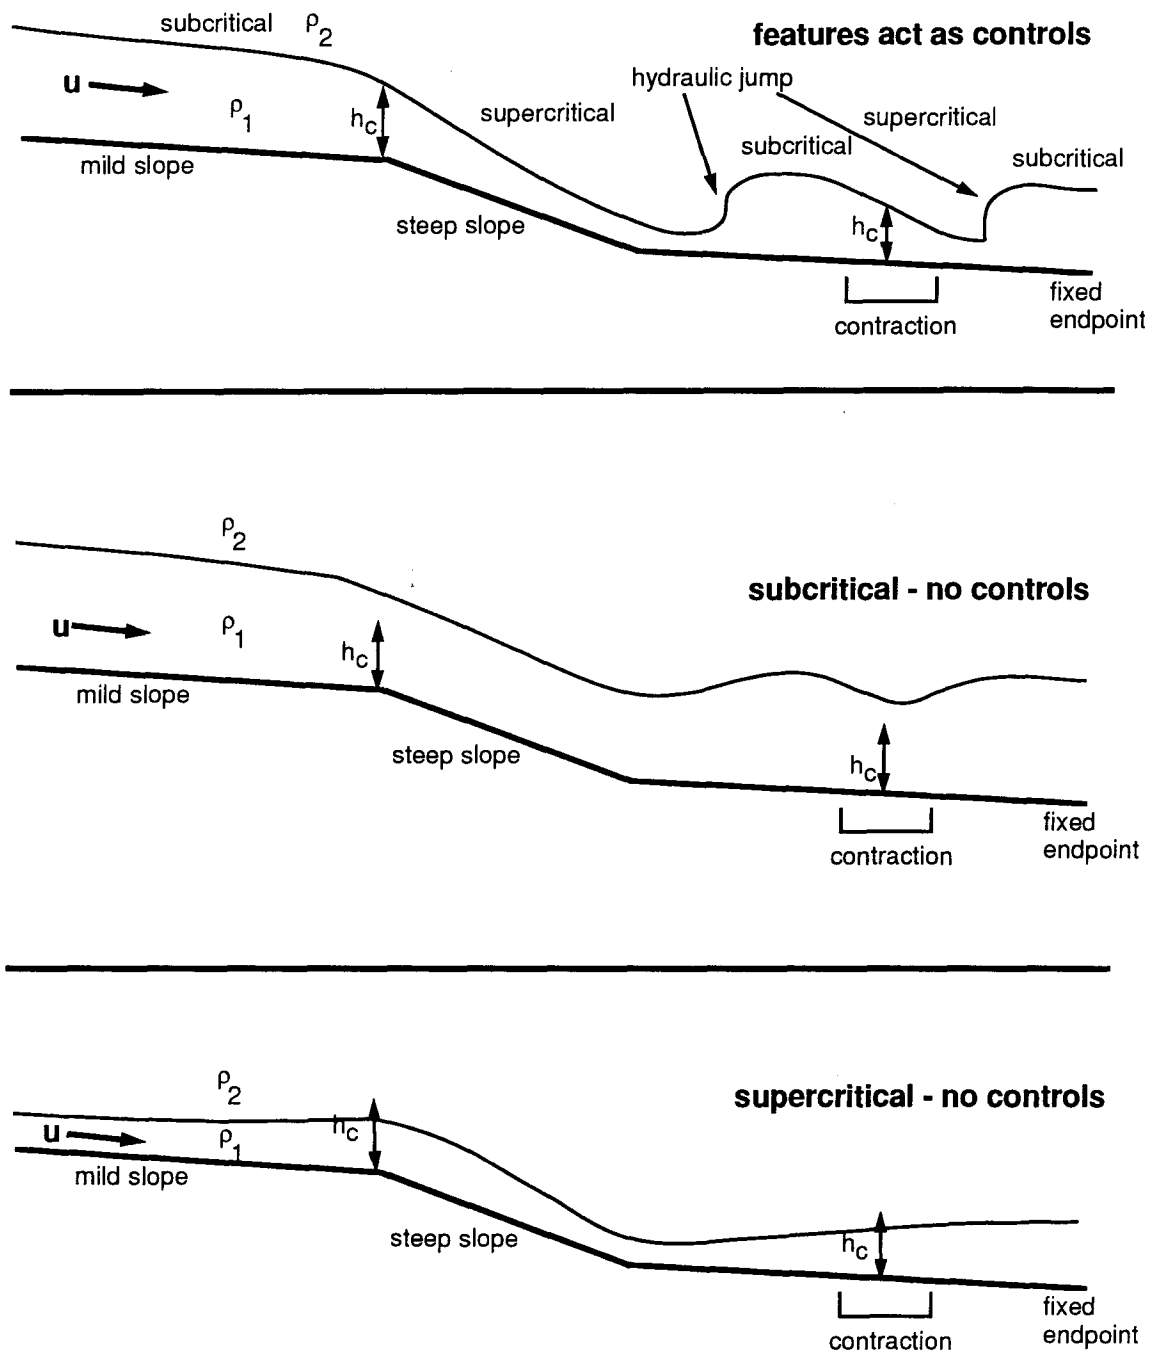 subcritical ρ2
features act as controls
hydraulic jump
u
ρ1
hc
supercritical
supercritical
subcritical
subcritical
mild slope
steep slope
hc
contraction
fixed
endpoint
ρ2
subcritical - no controls
u
ρ1
hc
mild slope
steep slope
hc
contraction
fixed
endpoint
ρ2
supercritical - no controls
u
ρ1
hc
mild slope
steep slope
hc
contraction
fixed
endpoint